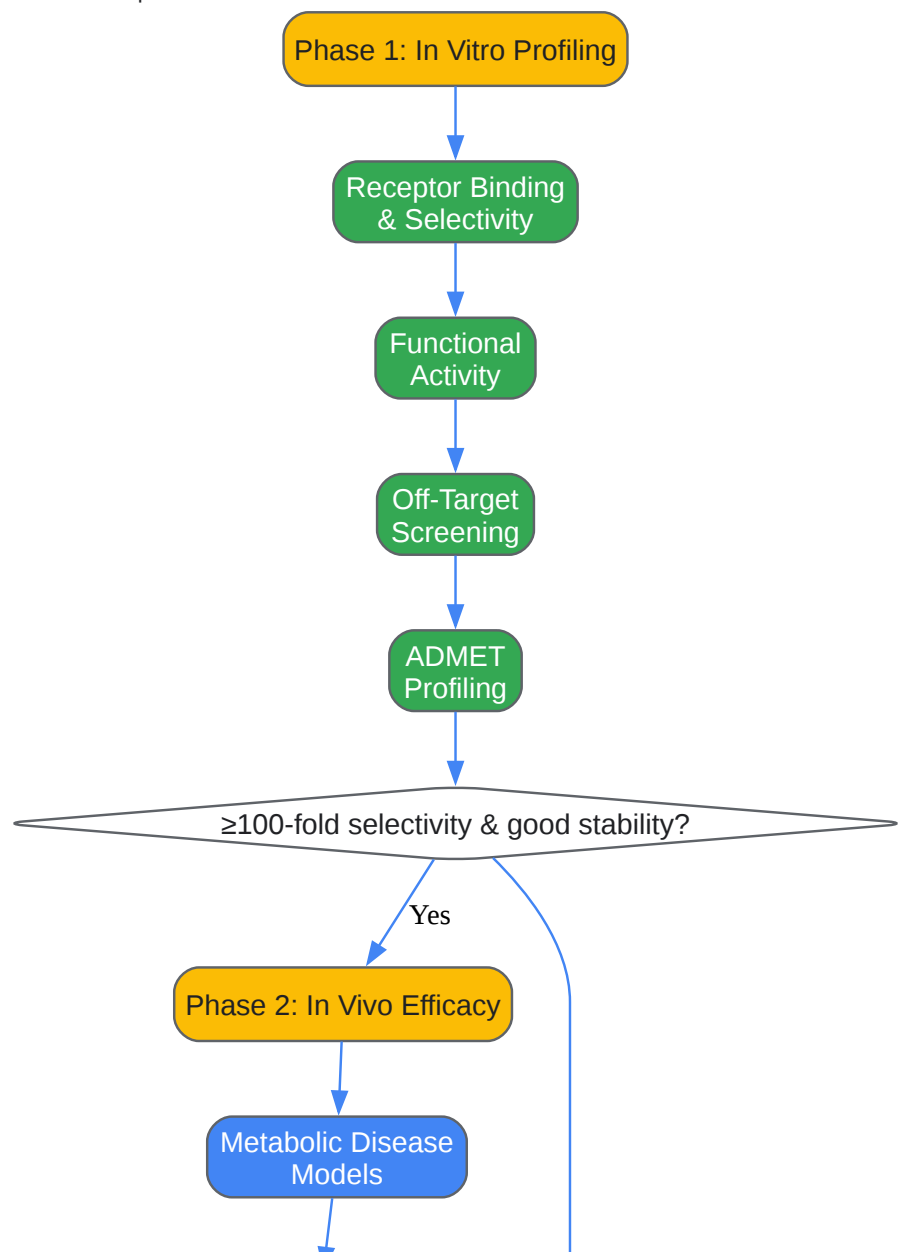 Phase 1: In Vitro Profiling
Receptor Binding
& Selectivity
Functional
Activity
Off-Target
Screening
ADMET
Profiling
≥100-fold selectivity & good stability?
Yes
Phase 2: In Vivo Efficacy
Metabolic Disease
Models